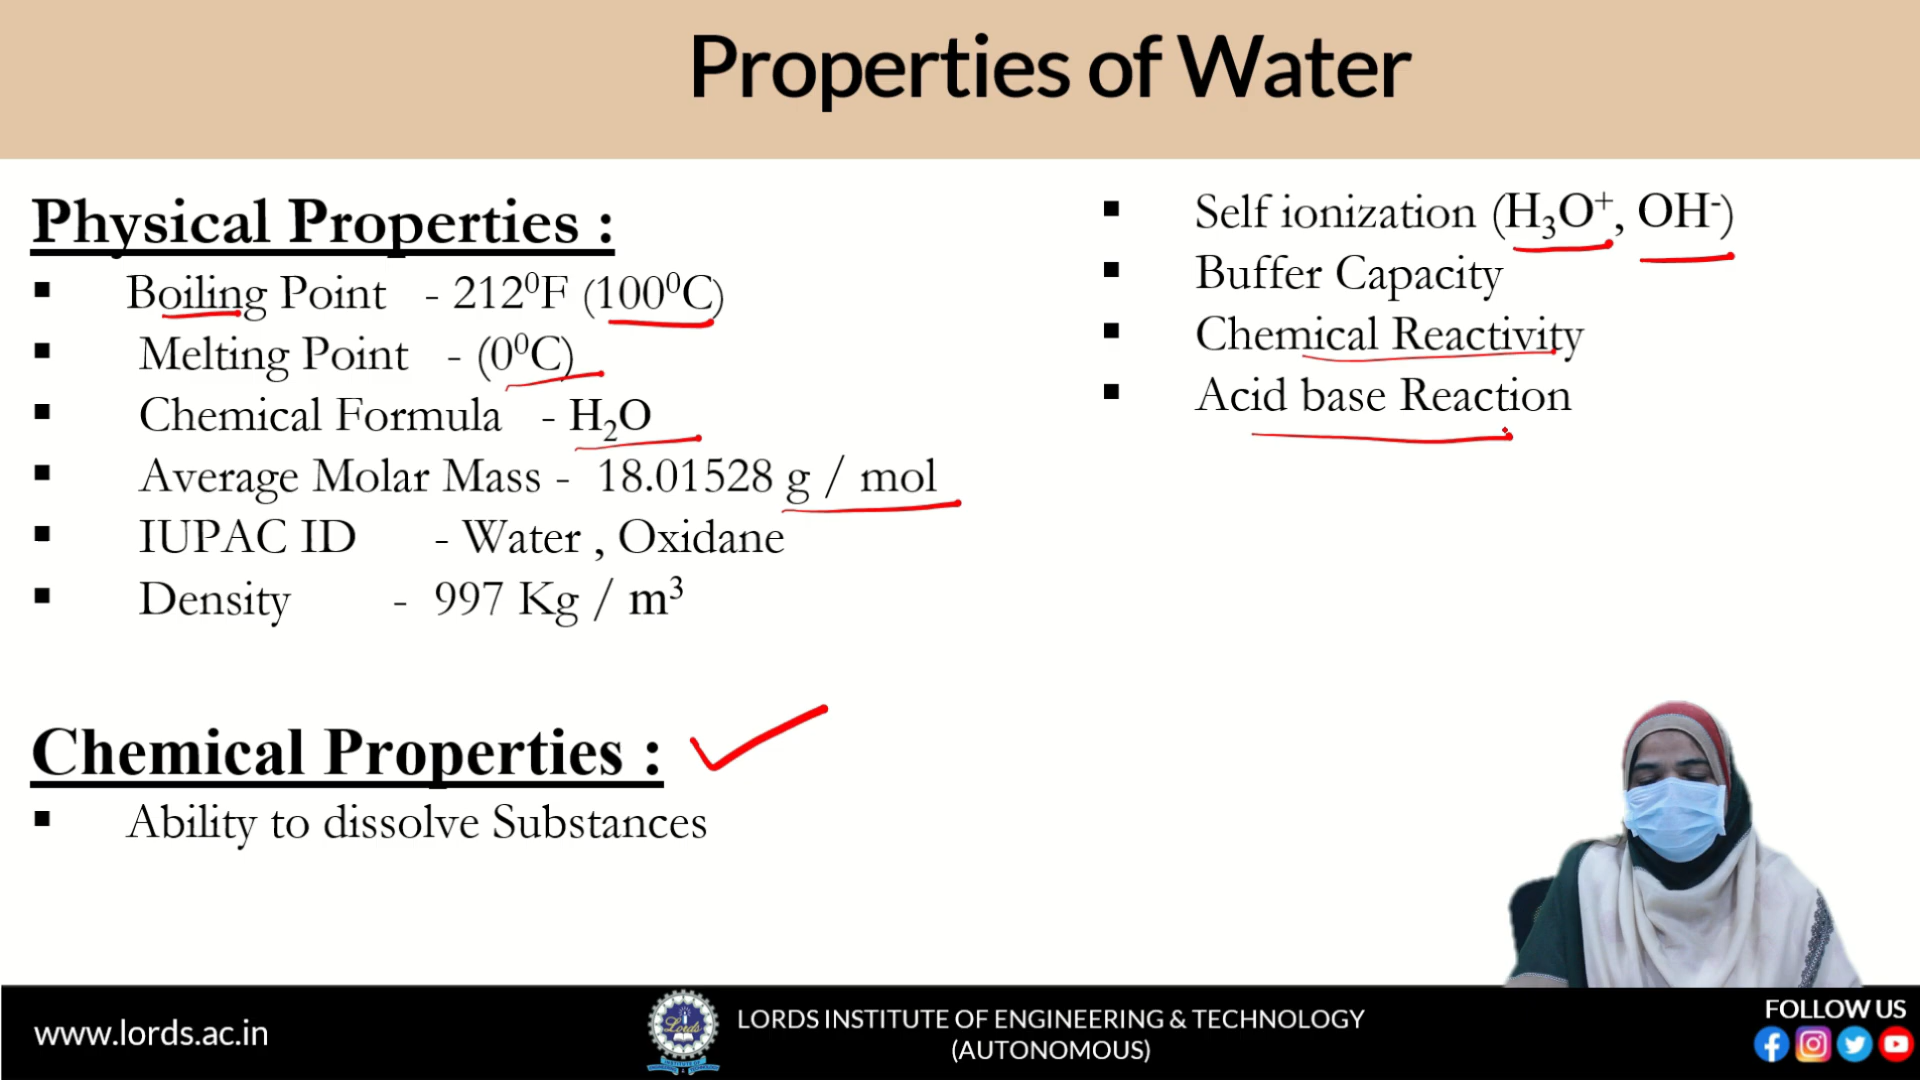 Properties of Water
Physical Properties :
▪ Boiling Point - 212⁰F (100⁰C)
▪ Melting Point - (0⁰C)
▪ Chemical Formula - H₂O
▪ Average Molar Mass - 18.01528 g / mol
▪ IUPAC ID - Water , Oxidane
▪ Density - 997 Kg / m³
Chemical Properties :
▪ Ability to dissolve Substances
▪ Self ionization (H₃O⁺, OH⁻)
▪ Buffer Capacity
▪ Chemical Reactivity
▪ Acid base Reaction
www.lords.ac.in
Lords
LORDS INSTITUTE OF ENGINEERING & TECHNOLOGY
(AUTONOMOUS)
FOLLOW US